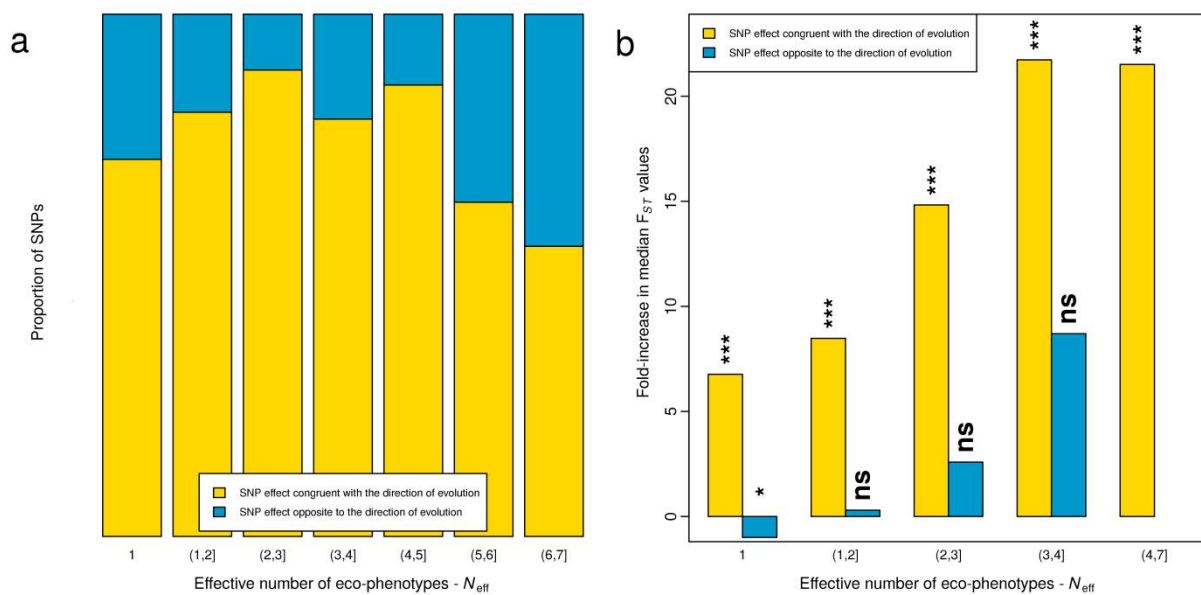 a
Proportion of SNPs
SNP effect congruent with the direction of evolution
SNP effect opposite to the direction of evolution
1 (1,2] (2,3] (3,4] (4,5] (5,6] (6,7]
Effective number of eco-phenotypes - Neff
b
SNP effect congruent with the direction of evolution
SNP effect opposite to the direction of evolution
Fold-increase in median FST values
20
15
10
5
0
*** * *** ns *** ns *** ns ***
1 (1,2] (2,3] (3,4] (4,7]
Effective number of eco-phenotypes - Neff